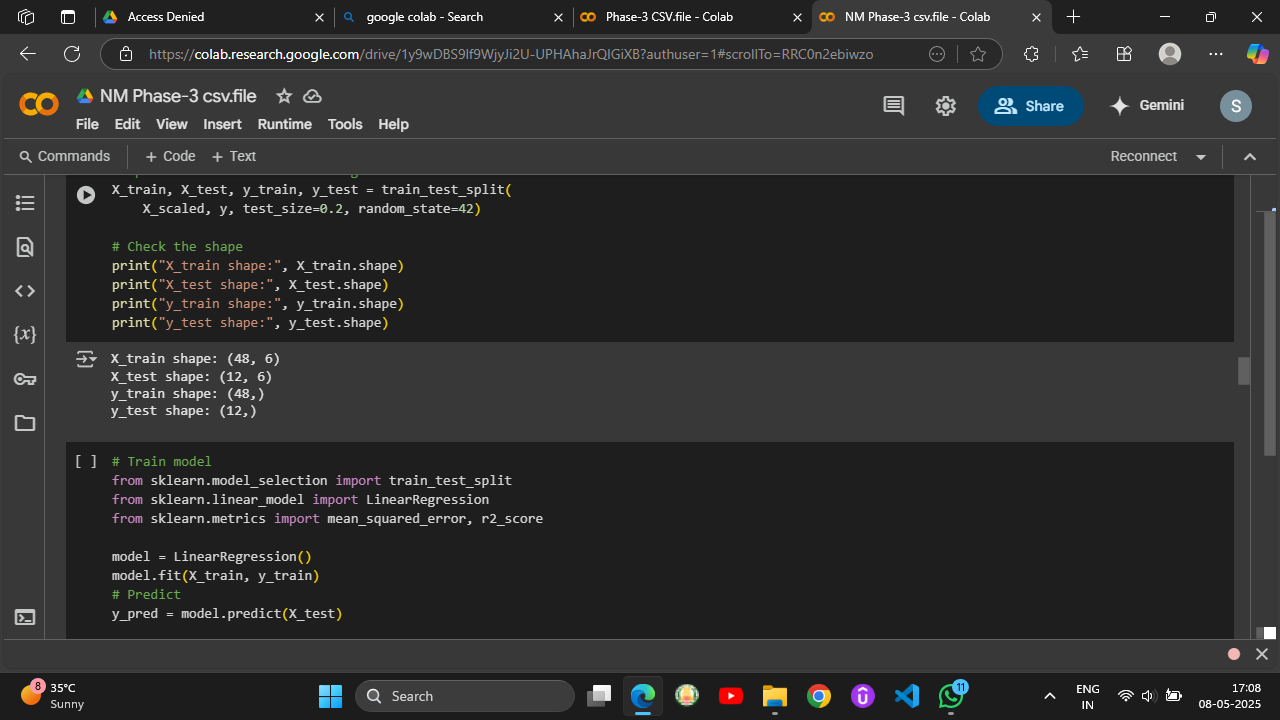 Access Denied
google colab - Search
Phase-3 CSV.file - Colab
NM Phase-3 csv.file - Colab
https://colab.research.google.com/drive/1y9wDBS9lf9WjyJi2U-UPHAhaJrQIGiXB?authuser=1#scrollTo=RRC0n2ebiwzo
NM Phase-3 csv.file
Share
Gemini
S
File Edit View Insert Runtime Tools Help
Commands + Code + Text
Reconnect
X_train, X_test, y_train, y_test = train_test_split(
X_scaled, y, test_size=0.2, random_state=42)
# Check the shape
print("X_train shape:", X_train.shape)
print("X_test shape:", X_test.shape)
print("y_train shape:", y_train.shape)
print("y_test shape:", y_test.shape)
{x}
X_train shape: (48, 6)
X_test shape: (12, 6)
y_train shape: (48,)
y_test shape: (12,)
[ ] # Train model
from sklearn.model_selection import train_test_split
from sklearn.linear_model import LinearRegression
from sklearn.metrics import mean_squared_error, r2_score
model = LinearRegression()
model.fit(X_train, y_train)
# Predict
y_pred = model.predict(X_test)
8
35°C
Sunny
Search
11
ENG
IN
17:08
08-05-2025